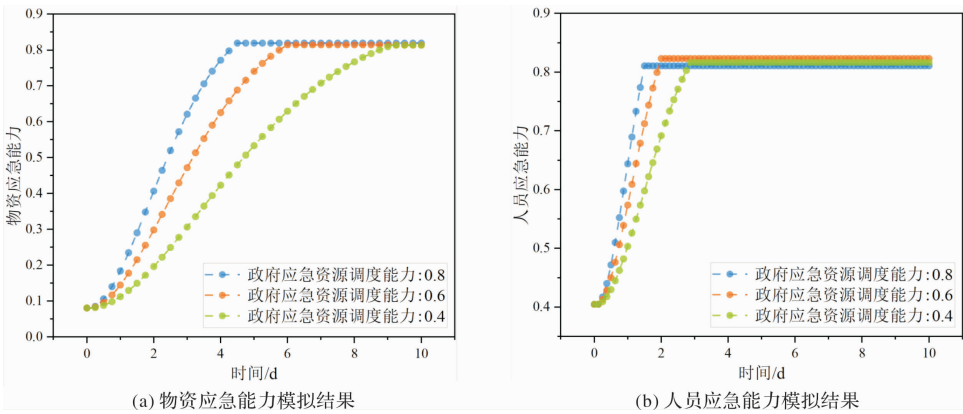 0.9
0.8
0.7
0.6
0.5
0.4
0.3
0.2
0.1
0.0
物资应急能力
政府应急资源调度能力:0.8
政府应急资源调度能力:0.6
政府应急资源调度能力:0.4
0 2 4 6 8 10
时间/d
(a) 物资应急能力模拟结果
0.9
0.8
0.7
0.6
0.5
0.4
人员应急能力
政府应急资源调度能力:0.8
政府应急资源调度能力:0.6
政府应急资源调度能力:0.4
0 2 4 6 8 10
时间/d
(b) 人员应急能力模拟结果